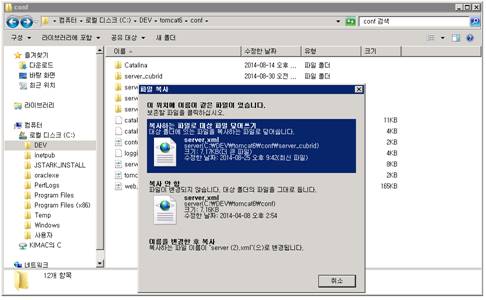 conf
컴퓨터 ▸ 로컬 디스크 (C:) ▸ DEV ▸ tomcat6 ▸ conf
conf 검색
구성 ▾ 라이브러리에 포함 ▾ 공유 대상 ▾ 새 폴더
이름 수정한 날짜 유형 크기
즐겨찾기
다운로드
바탕 화면
최근 위치
라이브러리
컴퓨터
로컬 디스크 (C:)
DEV
inetpub
JSTARK_INSTALL
oraclexe
PerfLogs
Program Files
Program Files (x86)
Temp
Windows
사용자
KIMAC의 C
네트워크
Catalina 2014-08-14 오후 ... 파일 폴더
server_cubrid 2014-08-30 오전 ... 파일 폴더
11KB
4KB
2KB
4KB
8KB
2KB
165KB
파일 복사
이 위치에 이름이 같은 파일이 있습니다.
보존할 파일을 클릭하십시오.
복사하는 파일로 대상 파일 덮어쓰기
대상 폴더에 있는 파일을 복사하는 파일로 덮어씁니다.
server.xml
server(C:\DEV\tomcat6\conf\server_cubrid)
크기: 7.17KB(더 큰 파일)
수정한 날짜: 2014-08-25 오후 9:42(최신 파일)
복사 안 함
파일이 변경되지 않습니다. 대상 폴더의 파일을 그대로 둡니다.
server.xml
server(C:\DEV\tomcat6\conf)
크기: 7.16KB
수정한 날짜: 2014-04-08 오후 2:54
이름을 변경한 후 복사
복사하는 파일 이름이 "server (2).xml"(으)로 변경됩니다.
취소
12개 항목